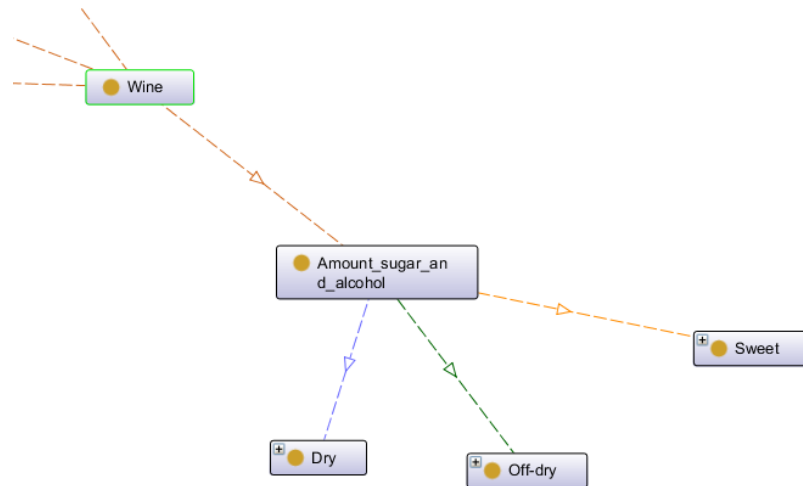 Wine
Amount_sugar_an
d_alcohol
Sweet
Dry
Off-dry